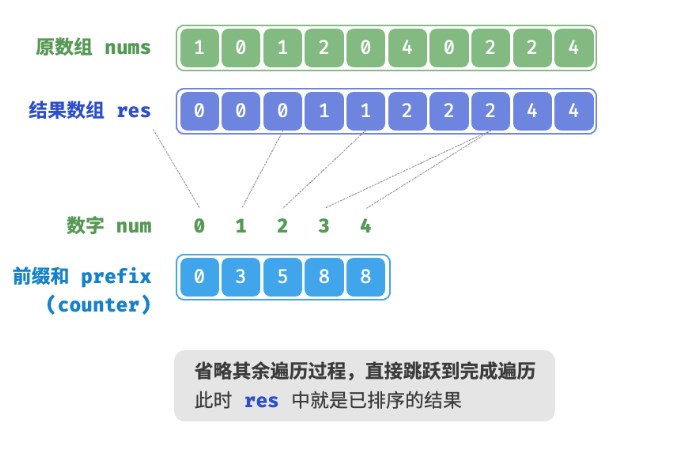 原数组 nums 1 0 1 2 0 4 0 2 2 4
结果数组 res 0 0 0 1 1 2 2 2 4 4
数字 num 0 1 2 3 4
前缀和 prefix 0 3 5 8 8
(counter)
省略其余遍历过程，直接跳跃到完成遍历
此时 res 中就是已排序的结果